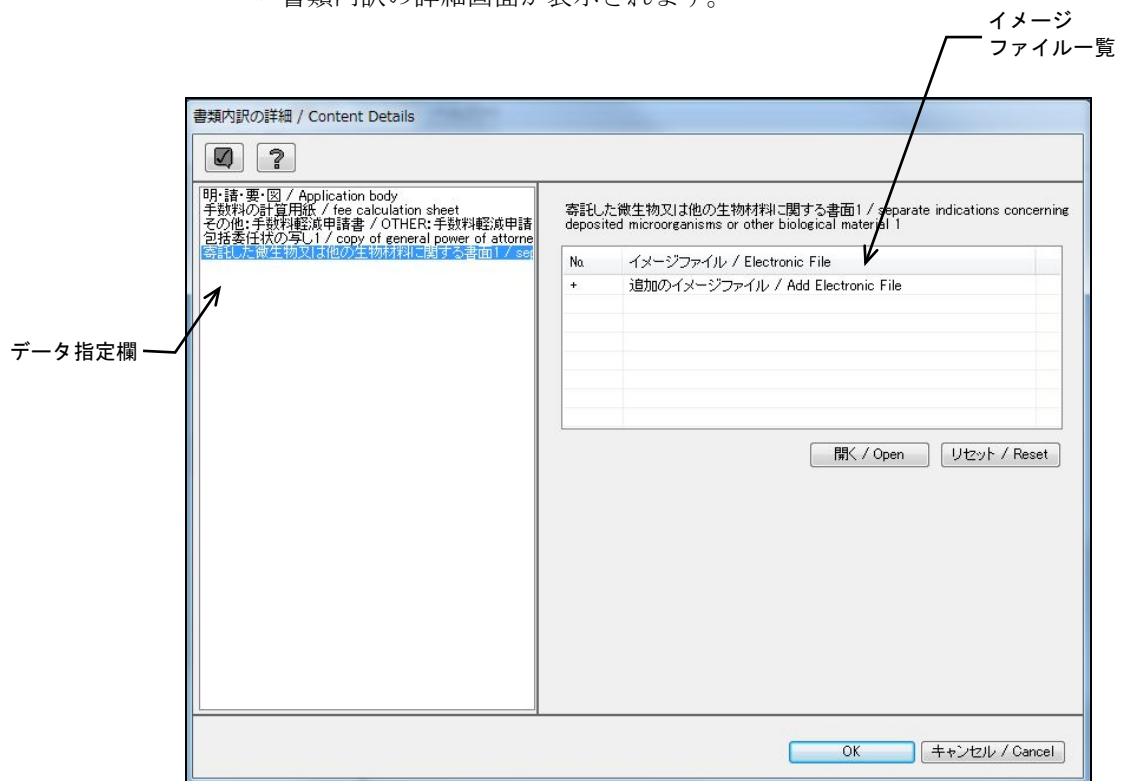 書類内訳の詳細画面が表示されます。
イメージ
ファイル一覧
書類内訳の詳細 / Content Details
明・請・要・図 / Application body
手数料の計算用紙 / fee calculation sheet
その他:手数料軽減申請書 / OTHER:手数料軽減申請
包括委任状の写し1 / copy of general power of attorne
寄託した微生物又は他の生物材料に関する書面1 / sep
データ指定欄
寄託した微生物又は他の生物材料に関する書面1 / separate indications concerning
deposited microorganisms or other biological material 1
No. イメージファイル / Electronic File
+ 追加のイメージファイル / Add Electronic File
開く / Open リセット / Reset
OK キャンセル / Cancel